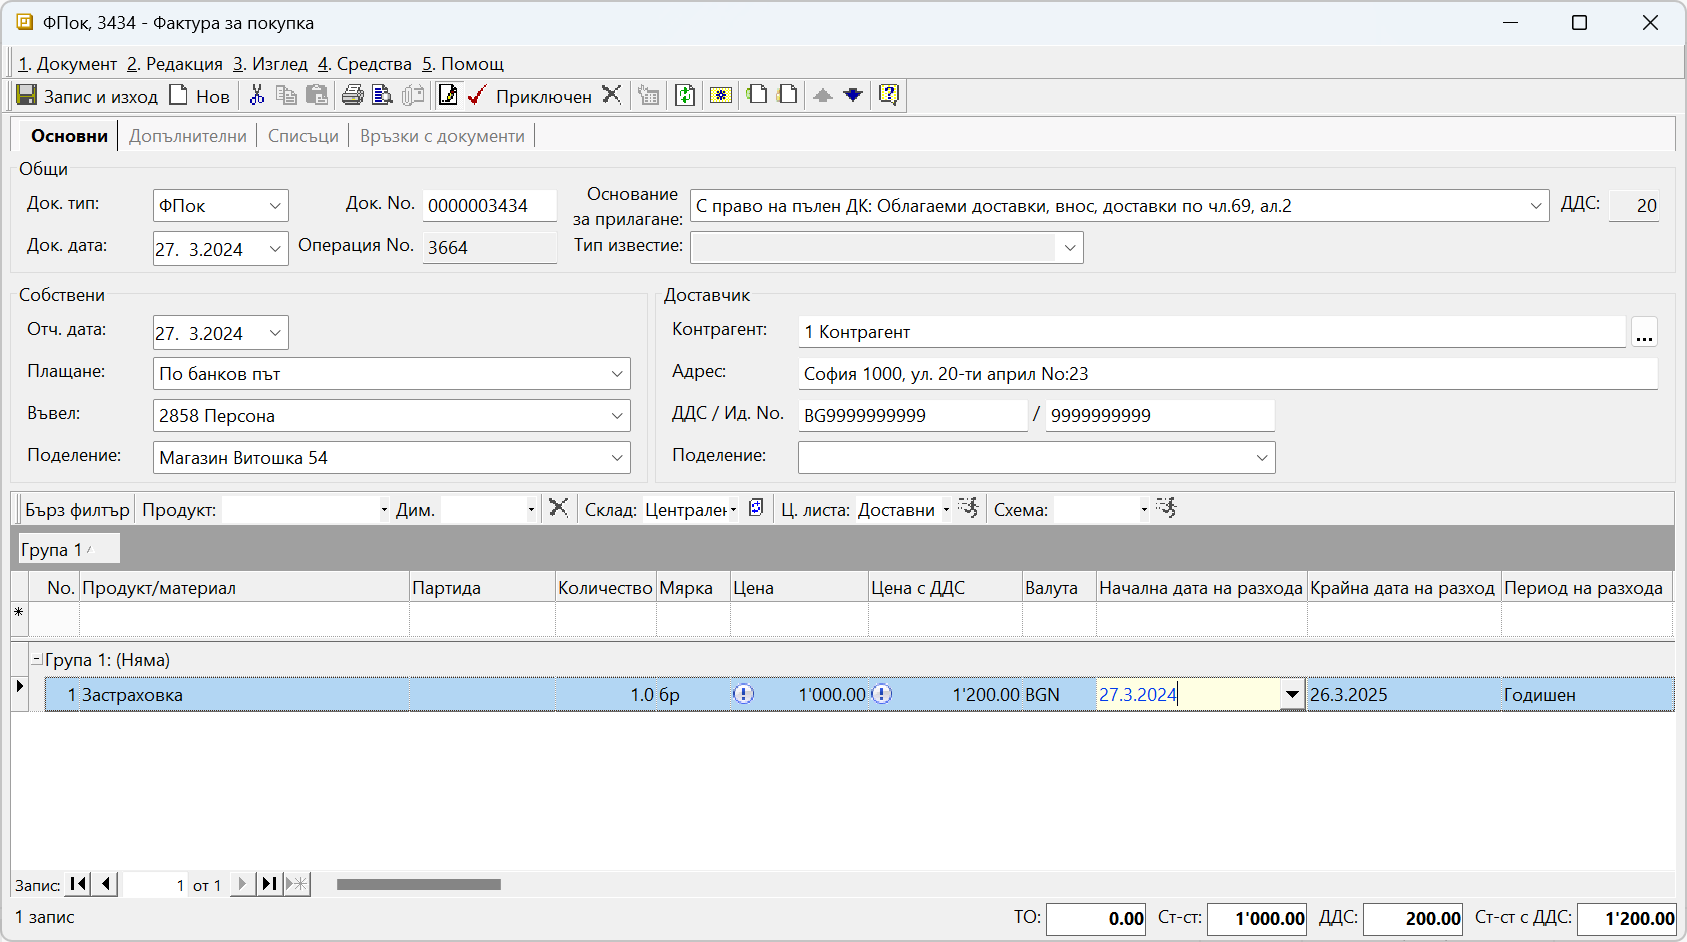 ФПок, 3434 - Фактура за покупка
1. Документ 2. Редакция 3. Изглед 4. Средства 5. Помощ
Запис и изход Нов Приключен
Основни Допълнителни Списъци Връзки с документи
Общи
Док. тип: ФПок Док. No. 0000003434 Основание за прилагане: С право на пълен ДК: Облагаеми доставки, внос, доставки по чл.69, ал.2 ДДС: 20
Док. дата: 27. 3.2024 Операция No. 3664 Тип известие:
Собствени
Отч. дата: 27. 3.2024
Плащане: По банков път
Въвел: 2858 Персона
Поделение: Магазин Витошка 54
Доставчик
Контрагент: 1 Контрагент ...
Адрес: София 1000, ул. 20-ти април No:23
ДДС / Ид. No. BG9999999999 / 9999999999
Поделение:
Бърз филтър Продукт: Дим. Склад: Централен Ц. листа: Доставни Схема:
Група 1
No. Продукт/материал Партида Количество Мярка Цена Цена с ДДС Валута Начална дата на разхода Крайна дата на разход Период на разхода
Група 1: (Няма)
1 Застраховка 1.0 бр 1'000.00 1'200.00 BGN 27.3.2024 26.3.2025 Годишен
Запис: 1 от 1
1 запис ТО: 0.00 Ст-ст: 1'000.00 ДДС: 200.00 Ст-ст с ДДС: 1'200.00